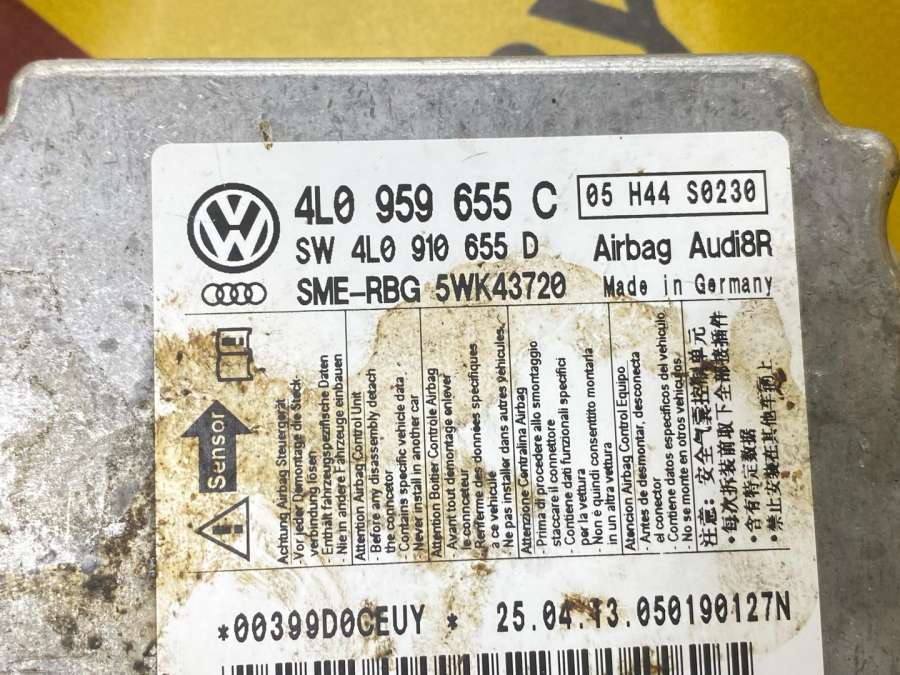 4L0 959 655 C
05 H44 S0230
SW 4L0 910 655 D
Airbag Audi8R
SME-RBG 5WK43720
Made in Germany
Sensor
Achtung Airbag Steuergerät
- Vor jeder Demontage die Steck-
verbindung lösen
- Enthält fahrzeugspezifische Daten
- Nie in andere Fahrzeuge einbauen
Attention Airbag Control Unit
- Before any disassembly detach
the connector
- Contains specific vehicle data
- Never install in another car
Attention Boîtier Contrôle Airbag
- Avant tout démontage enlever
le connecteur
- Renferme des données spécifiques
a ce véhicule
- Ne pas installer dans autres véhicules
Attenzione Centralina Airbag
- Prima di procedere allo smontaggio
staccare il connettore
- Contiene dati funzionali specifici
per la vettura
- Non é quindi consentito montarla
in un altra vettura
Atencion Airbag Control Equipo
- Antes de desmontar, desconecta
el conector
- Contiene datos especificos del vehiculo
- No se monte en otros vehiculos.
注意: 安全气囊控制单元
•每次拆装前取下全部接插件
•含有特定数据
•禁止安装在其他车辆上
*00399D0CEUY *
25.04.13.050190127N